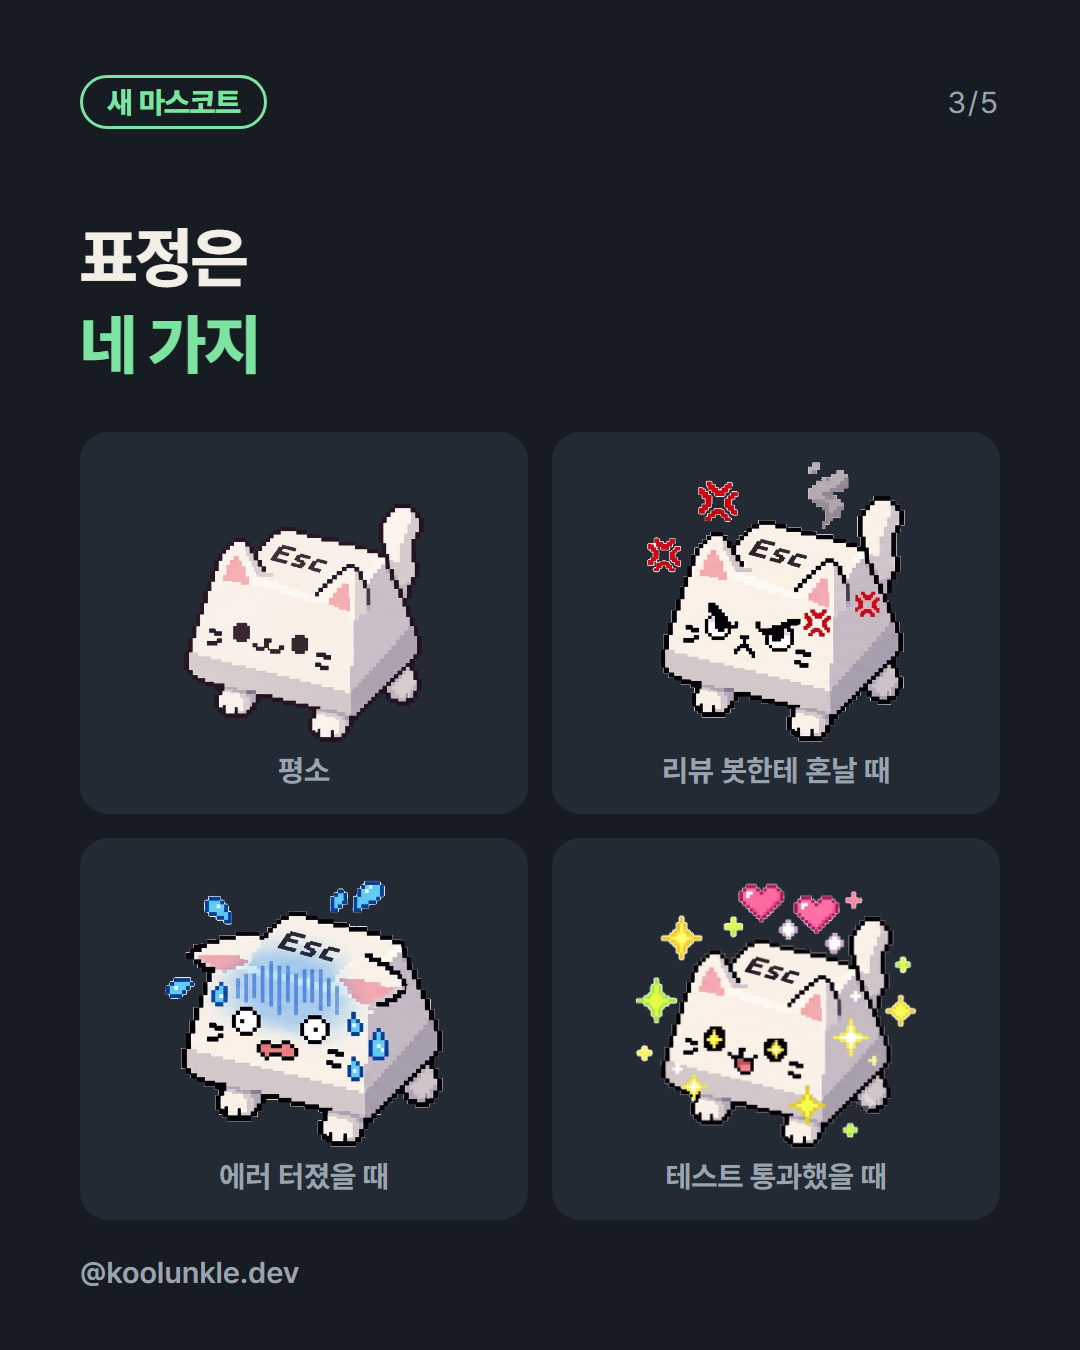 새 마스코트
3/5
표정은
네 가지
Esc
평소
Esc
리뷰 봇한테 혼날 때
Esc
에러 터졌을 때
Esc
테스트 통과했을 때
@koolunkle.dev